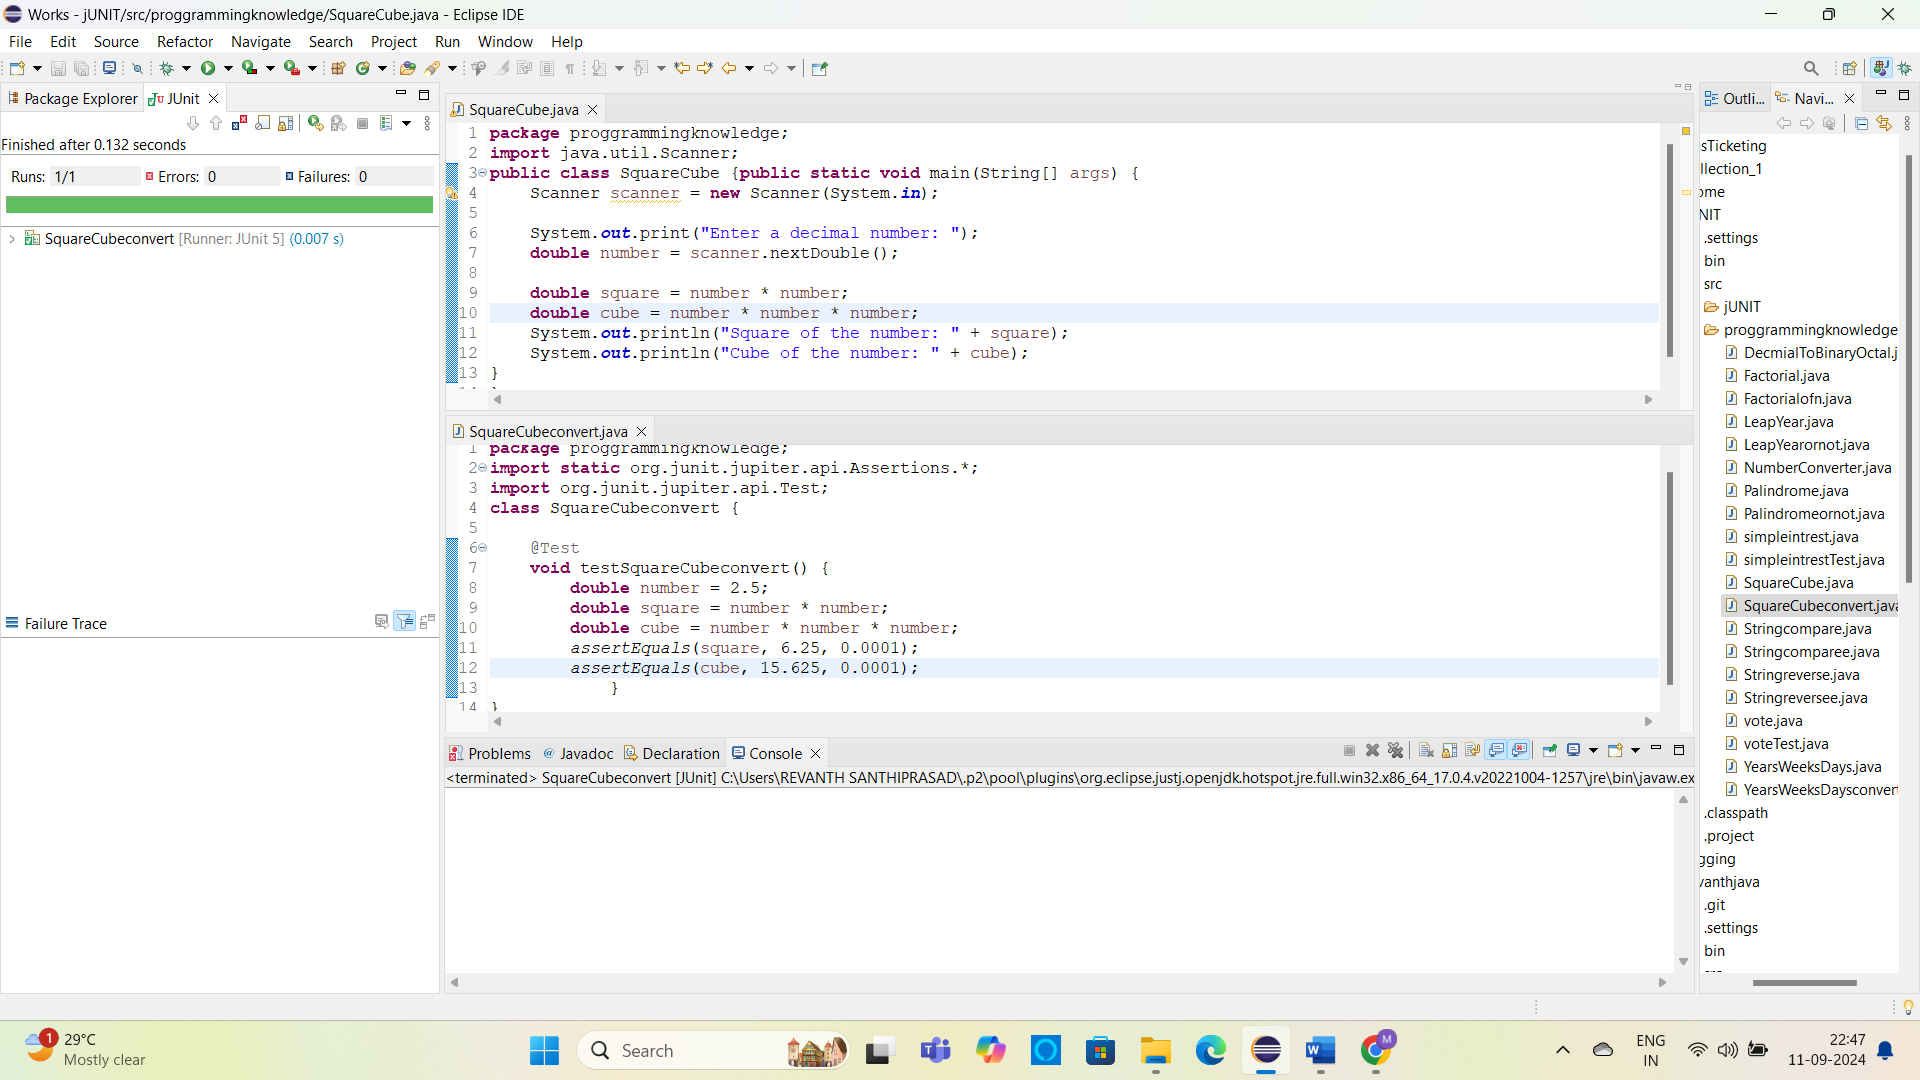 Works - jUNIT/src/proggrammingknowledge/SquareCube.java - Eclipse IDE
File Edit Source Refactor Navigate Search Project Run Window Help
Package Explorer JUnit
Finished after 0.132 seconds
Runs: 1/1 Errors: 0 Failures: 0
SquareCubeconvert [Runner: JUnit 5] (0.007 s)
Failure Trace
SquareCube.java
1 package proggrammingknowledge;
2 import java.util.Scanner;
3 public class SquareCube {public static void main(String[] args) {
4 Scanner scanner = new Scanner(System.in);
5
6 System.out.print("Enter a decimal number: ");
7 double number = scanner.nextDouble();
8
9 double square = number * number;
10 double cube = number * number * number;
11 System.out.println("Square of the number: " + square);
12 System.out.println("Cube of the number: " + cube);
13 }
SquareCubeconvert.java
1 package proggrammingknowledge;
2 import static org.junit.jupiter.api.Assertions.*;
3 import org.junit.jupiter.api.Test;
4 class SquareCubeconvert {
5
6 @Test
7 void testSquareCubeconvert() {
8 double number = 2.5;
9 double square = number * number;
10 double cube = number * number * number;
11 assertEquals(square, 6.25, 0.0001);
12 assertEquals(cube, 15.625, 0.0001);
13 }
14 }
Problems Javadoc Declaration Console
<terminated> SquareCubeconvert [JUnit] C:\Users\REVANTH SANTHIPRASAD\.p2\pool\plugins\org.eclipse.justj.openjdk.hotspot.jre.full.win32.x86_64_17.0.4.v20221004-1257\jre\bin\javaw.ex
Outli... Navi...
sTicketing
llection_1
ome
NIT
.settings
bin
src
jUNIT
proggrammingknowledge
DecmialToBinaryOctal.j
Factorial.java
Factorialofn.java
LeapYear.java
LeapYearornot.java
NumberConverter.java
Palindrome.java
Palindromeornot.java
simpleintrest.java
simpleintrestTest.java
SquareCube.java
SquareCubeconvert.java
Stringcompare.java
Stringcomparee.java
Stringreverse.java
Stringreversee.java
vote.java
voteTest.java
YearsWeeksDays.java
YearsWeeksDaysconvert
.classpath
.project
gging
vanthjava
.git
.settings
bin
1
29°C
Mostly clear
Search
M
ENG
IN
22:47
11-09-2024